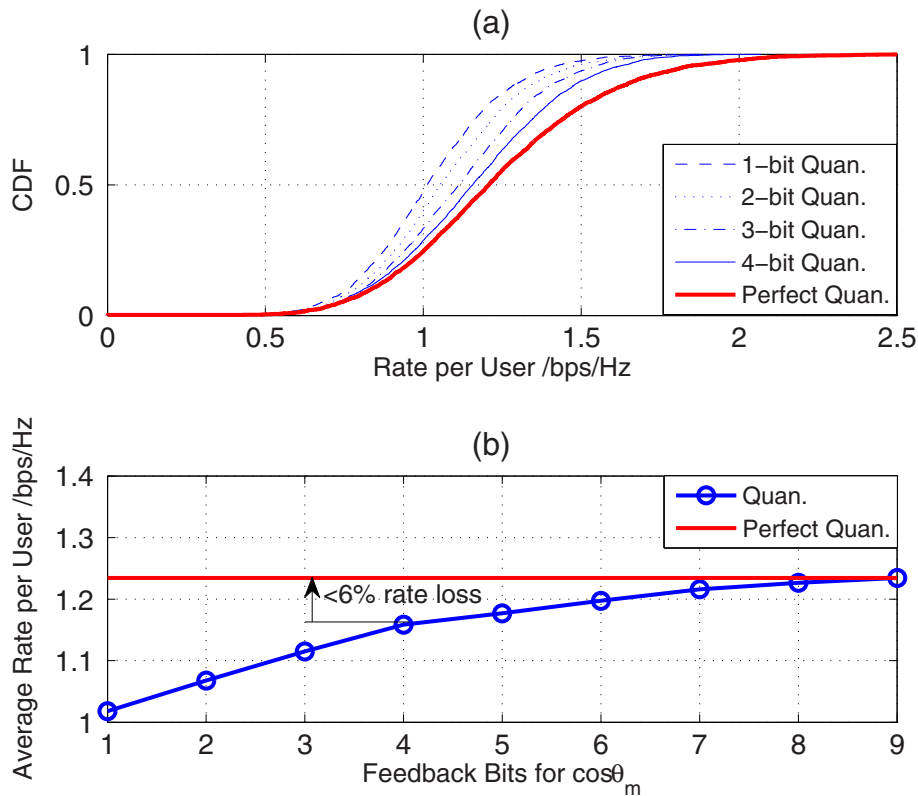 (a)
CDF
1
0.5
0
0 0.5 1 1.5 2 2.5
Rate per User /bps/Hz
1−bit Quan.
2−bit Quan.
3−bit Quan.
4−bit Quan.
Perfect Quan.
(b)
Average Rate per User /bps/Hz
1.4
1.3
1.2
1.1
1
1 2 3 4 5 6 7 8 9
Feedback Bits for cosθ_m
<6% rate loss
Quan.
Perfect Quan.